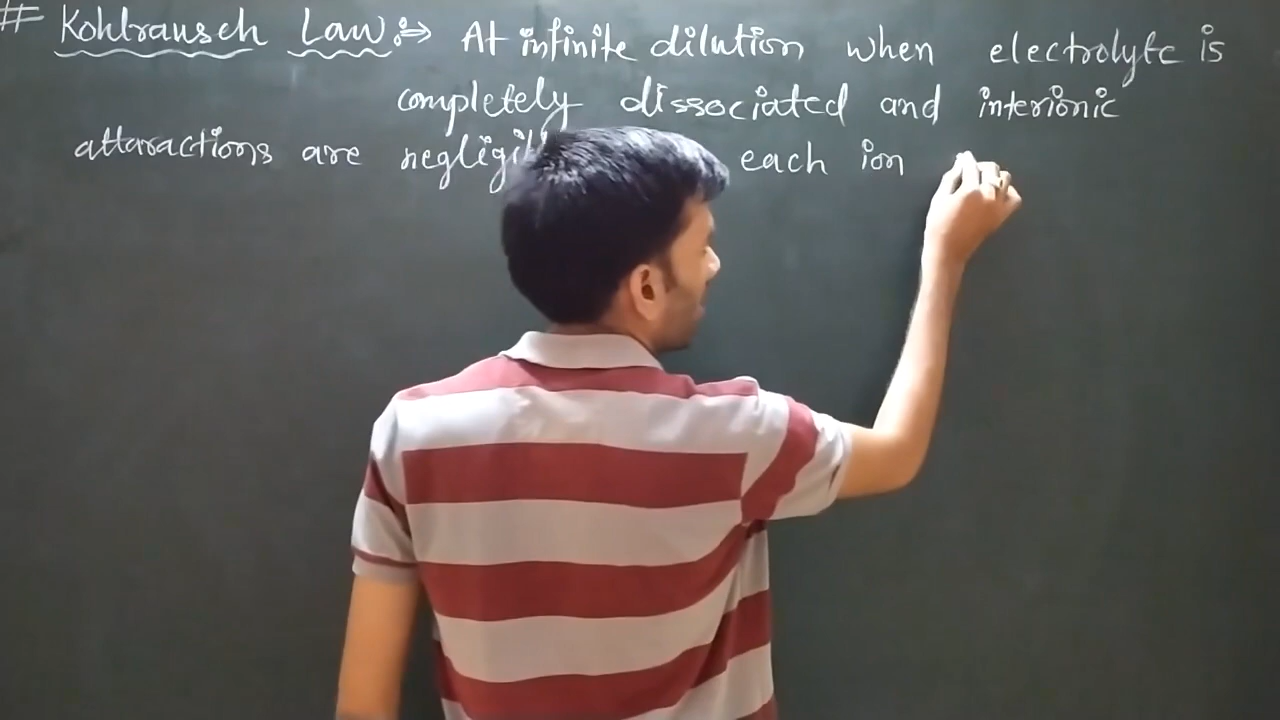 # Kohlrausch Law :⇒ At infinite dilution when electrolyte is
completely dissociated and interionic
attaractions are each ion